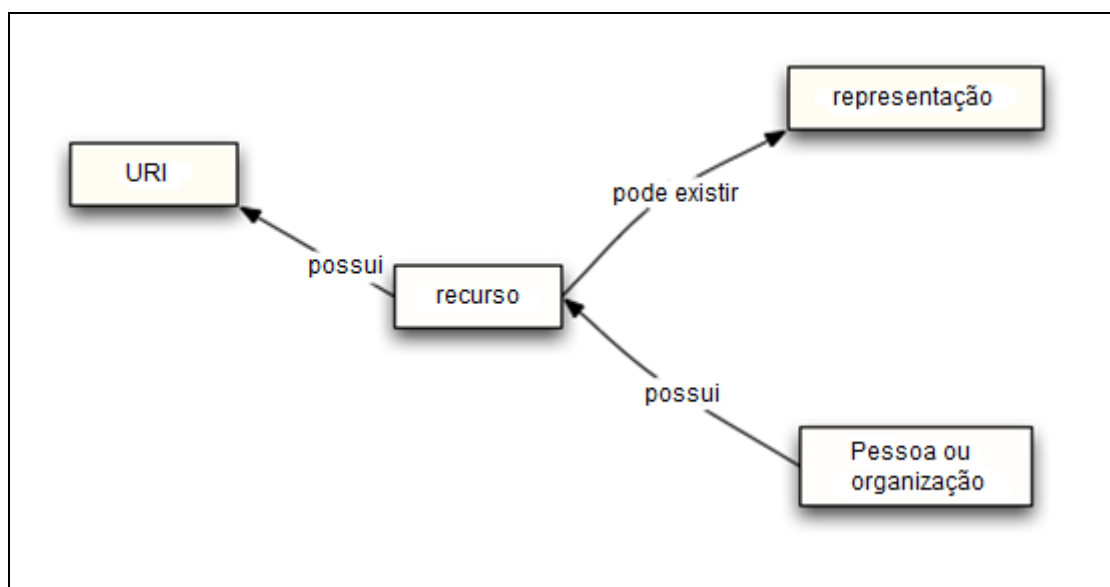 representação
URI
pode existir
possui
recurso
possui
Pessoa ou
organização